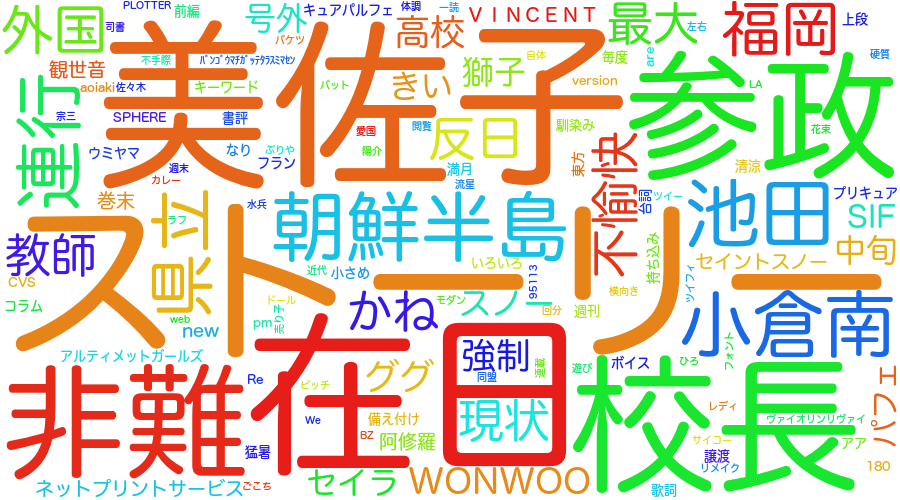 PLOTTER
前編
号外
キュアパルフェ
体調
一誌
ＶＩＮＣＥＮＴ
最大
左右
福岡
上段
外国
司書
バケツ
高校
硬質
美佐子
不手際
ﾊﾟﾝｺﾞｸﾏﾁｶﾞｯﾃﾀﾗｽﾐﾏｾﾝ
自体
毎度
are
観世音
aoiaki
佐々木
キーワード
バット
きい
獅子
version
LA
参政
連行
SPHERE
書評
愛国
閲覧
反日
馴染み
花束
ウミヤマ
なり
ぷりや
フラン
陽介
宗三
週末
カレー
満月
流星
東方
不愉快
清涼
巻末
県立
ラフ
水兵
朝鮮半島
台詞
ツイー
池田
プリキュア
SIF
教師
ストーリー
近代
小さめ
いろいろ
95113
持ち込み
ツイフィ
セイントスノー
中旬
CVS
コラム
web
new
pm
売り子
ドール
かね
モダン
スノー
回分
週刊
横向き
小倉南
アルティメットガールズ
在日
強制
同盟
連載
遊び
ボイス
ひろ
フォント
パフェ
非難
Re
ピッチ
We
ググ
現状
校長
レディ
ヴァイオリンリヴァイ
備え付け
BZ
阿修羅
サイコー
アア
猛暑
譲渡
リメイク
180
ネットプリントサービス
ごこち
セイラ
WONWOO
歌詞